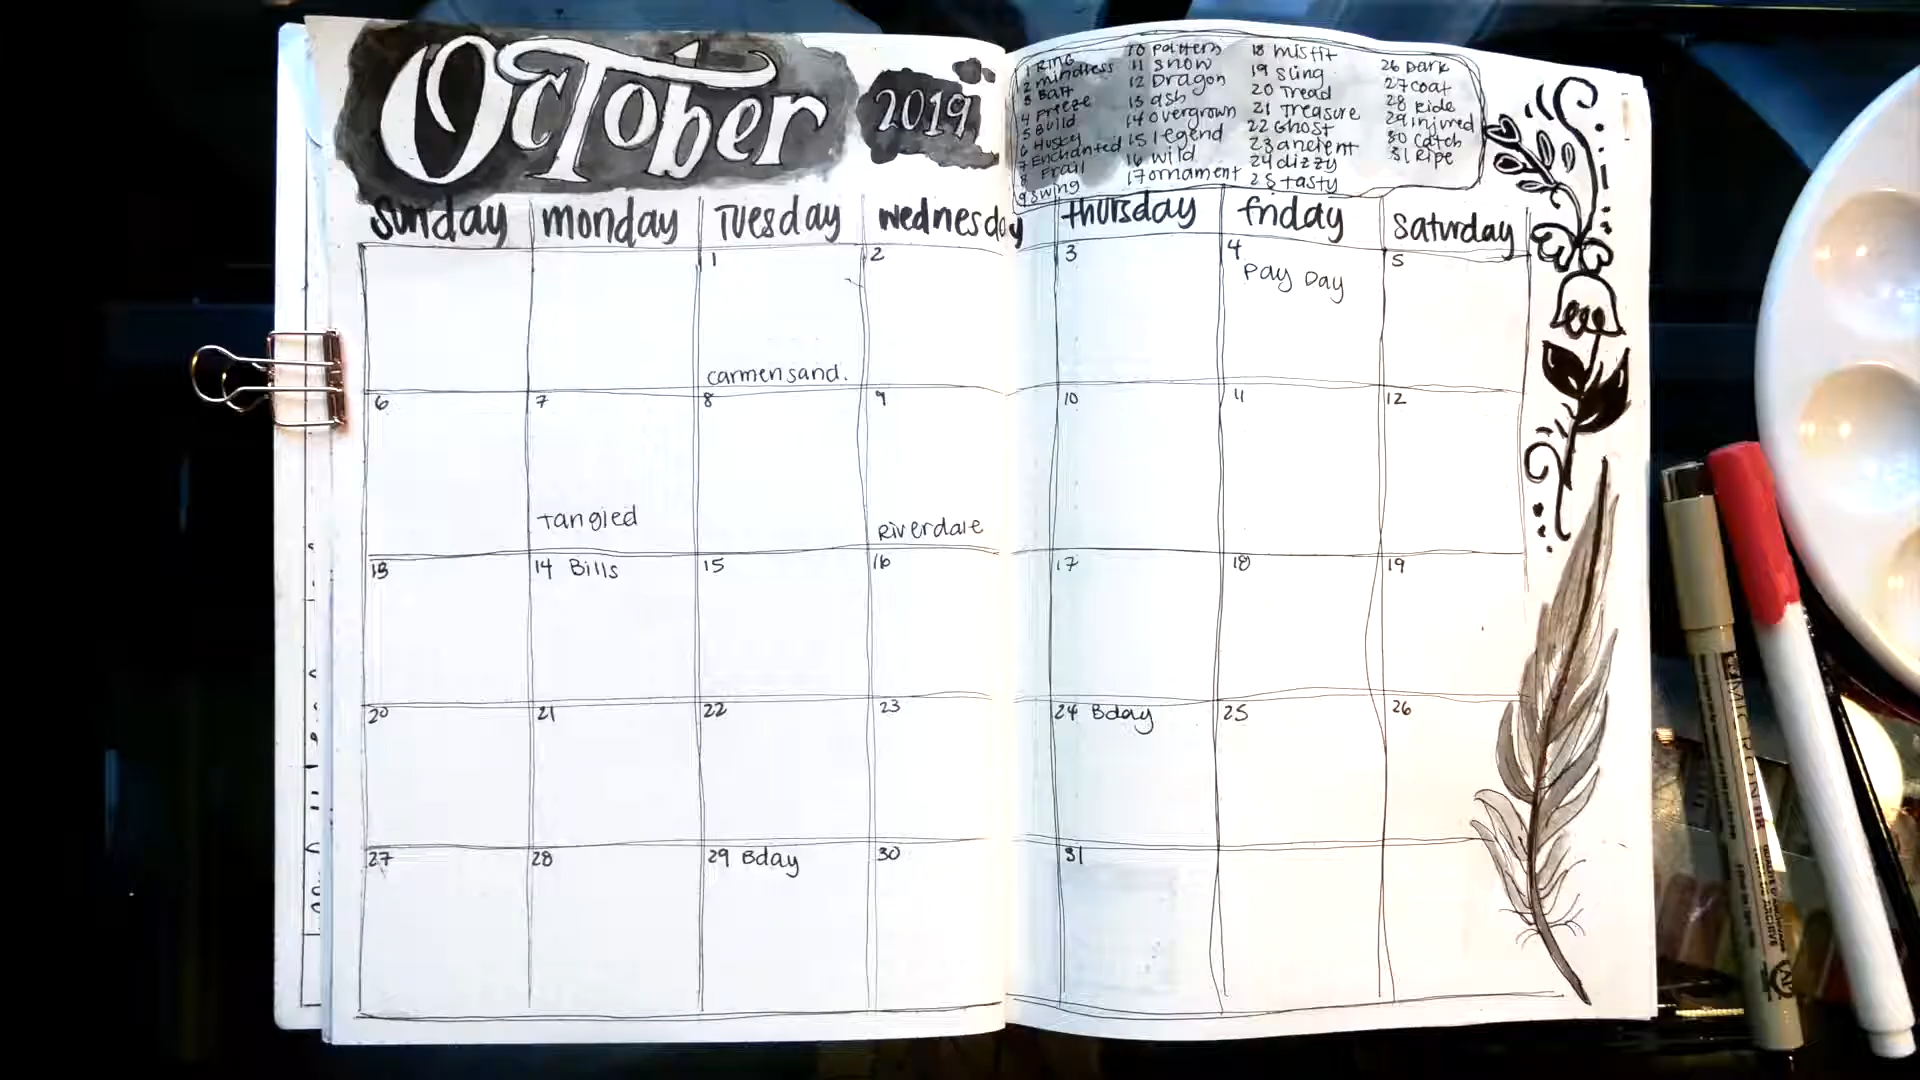 October
2019
1 Ring
2 mindless
3 Bait
4 Freeze
5 Build
6 Husky
7 Enchanted
8 Frail
9 Swing
10 pattern
11 snow
12 Dragon
13 ash
14 overgrown
15 legend
16 wild
17 ornament
18 misfit
19 sling
20 Tread
21 Treasure
22 Ghost
23 ancient
24 dizzy
25 tasty
26 Dark
27 coat
28 Ride
29 injured
30 Catch
31 Ripe
Sunday monday Tuesday wednesday thursday friday saturday
1 2 3 4 5
Pay Day
carmensand.
6 7 8 9 10 11 12
Tangled Riverdale
13 14 Bills 15 16 17 18 19
20 21 22 23 24 Bday 25 26
27 28 29 Bday 30 31
MICRON